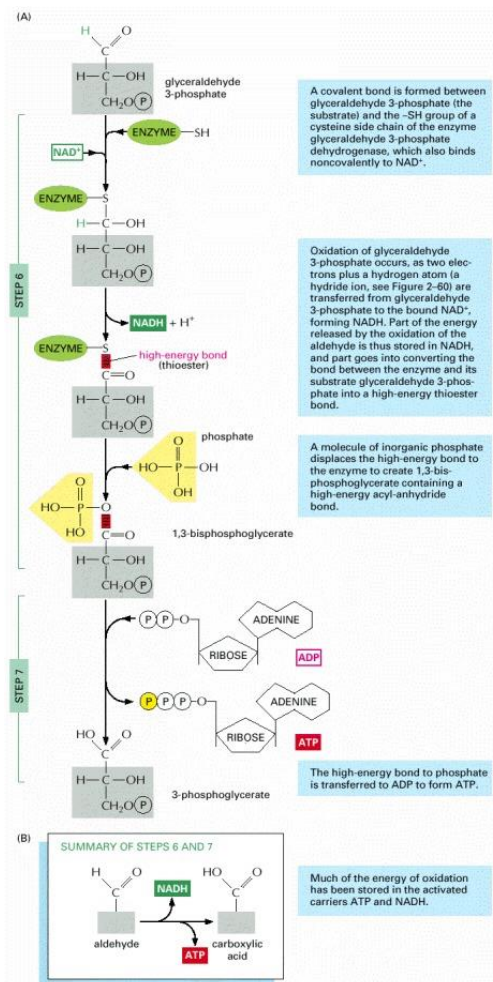 (A)
H
O
C
H—C—OH
CH₂O P
glyceraldehyde
3-phosphate
A covalent bond is formed between
glyceraldehyde 3-phosphate (the
substrate) and the –SH group of a
cysteine side chain of the enzyme
glyceraldehyde 3-phosphate
dehydrogenase, which also binds
noncovalently to NAD⁺.
ENZYME—SH
NAD⁺
ENZYME—S
H—C—OH
H—C—OH
CH₂O P
STEP 6
Oxidation of glyceraldehyde
3-phosphate occurs, as two elec-
trons plus a hydrogen atom (a
hydride ion, see Figure 2–60) are
transferred from glyceraldehyde
3-phosphate to the bound NAD⁺,
forming NADH. Part of the energy
released by the oxidation of the
aldehyde is thus stored in NADH,
and part goes into converting the
bond between the enzyme and its
substrate glyceraldehyde 3-phos-
phate into a high-energy thioester
bond.
NADH + H⁺
ENZYME—S
high-energy bond
(thioester)
C=O
H—C—OH
CH₂O P
phosphate
O
HO—P—OH
OH
A molecule of inorganic phosphate
displaces the high-energy bond to
the enzyme to create 1,3-bis-
phosphoglycerate containing a
high-energy acyl-anhydride
bond.
O
HO—P—O
HO
C=O
1,3-bisphosphoglycerate
H—C—OH
CH₂O P
STEP 7
P P—O
ADENINE
RIBOSE
ADP
P P P—O
ADENINE
RIBOSE
ATP
HO
O
C
H—C—OH
CH₂O P
3-phosphoglycerate
The high-energy bond to phosphate
is transferred to ADP to form ATP.
(B)
SUMMARY OF STEPS 6 AND 7
H
O
C
NADH
HO
O
C
aldehyde
ATP
carboxylic
acid
Much of the energy of oxidation
has been stored in the activated
carriers ATP and NADH.